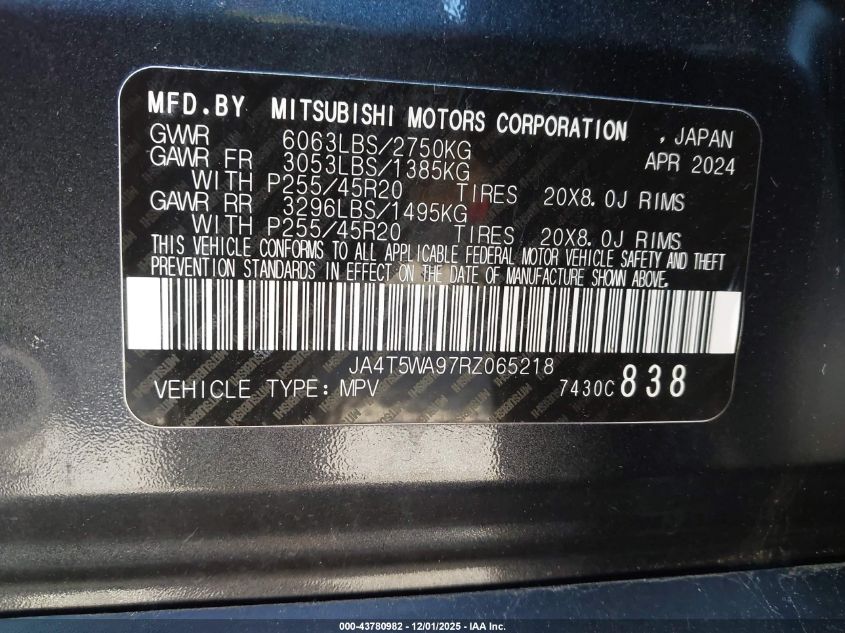 MFD.BY MITSUBISHI MOTORS CORPORATION , JAPAN
GVWR 6063LBS/2750KG APR 2024
GAWR FR 3053LBS/1385KG
WITH P255/45R20 TIRES 20X8.0J RIMS
GAWR RR 3296LBS/1495KG
WITH P255/45R20 TIRES 20X8.0J RIMS
THIS VEHICLE CONFORMS TO ALL APPLICABLE FEDERAL MOTOR VEHICLE SAFETY AND THEFT
PREVENTION STANDARDS IN EFFECT ON THE DATE OF MANUFACTURE SHOWN ABOVE.
JA4T5WA97RZ065218
VEHICLE TYPE: MPV 7430C 838
000-43780982 - 12/01/2025 - IAA Inc.